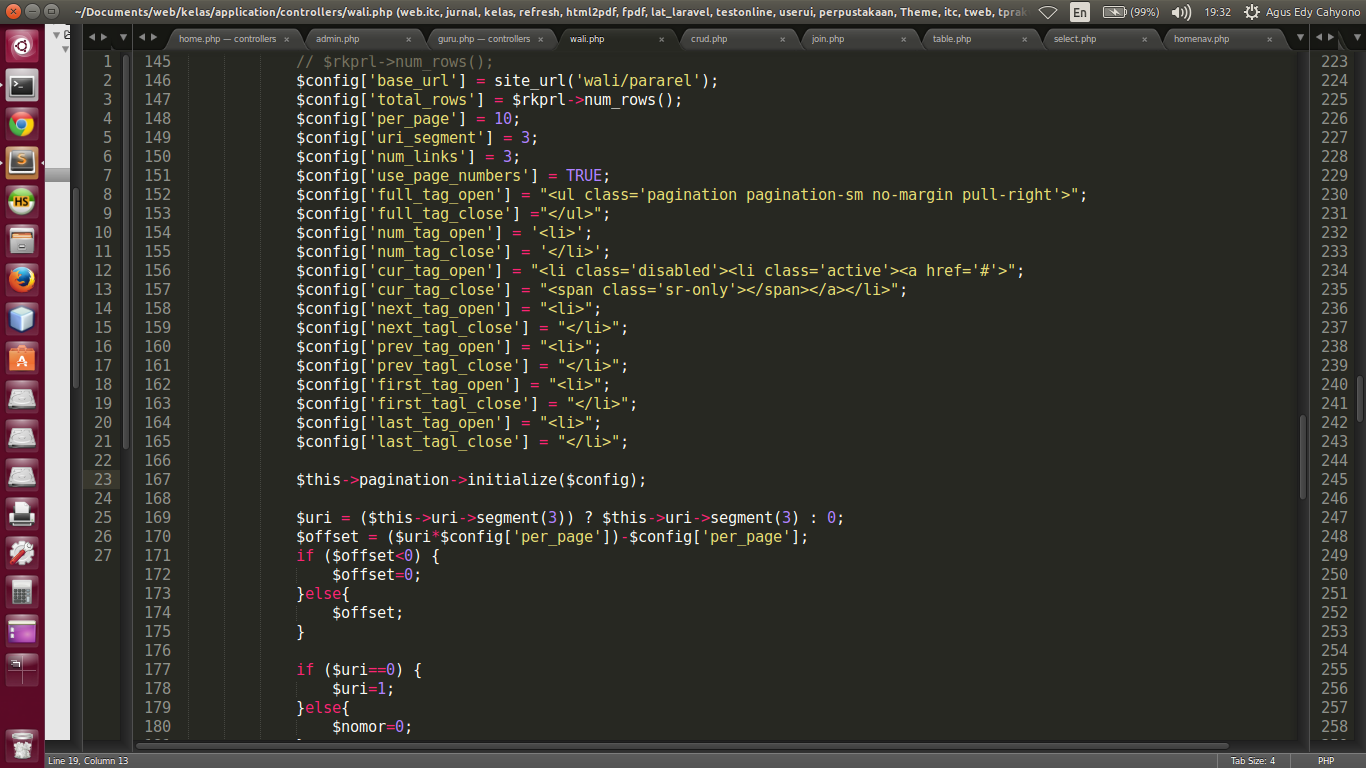 ~/Documents/web/kelas/application/controllers/wali.php (web.itc, jurnal, kelas, refresh, html2pdf, fpdf, lat_laravel, testonline, userui, perpustakaan, Theme, itc, tweb, tprak
En
(99%)
19:32
Agus Edy Cahyono
home.php — controllers ×
admin.php ×
guru.php — controllers ×
wali.php ×
crud.php ×
join.php ×
table.php ×
select.php ×
homenav.php ×
1 145 // $rkprl->num_rows(); 223
2 146 $config['base_url'] = site_url('wali/pararel'); 224
3 147 $config['total_rows'] = $rkprl->num_rows(); 225
4 148 $config['per_page'] = 10; 226
5 149 $config['uri_segment'] = 3; 227
6 150 $config['num_links'] = 3; 228
7 151 $config['use_page_numbers'] = TRUE; 229
8 152 $config['full_tag_open'] = "<ul class='pagination pagination-sm no-margin pull-right'>"; 230
9 153 $config['full_tag_close'] ="</ul>"; 231
10 154 $config['num_tag_open'] = '<li>'; 232
11 155 $config['num_tag_close'] = '</li>'; 233
12 156 $config['cur_tag_open'] = "<li class='disabled'><li class='active'><a href='#'>"; 234
13 157 $config['cur_tag_close'] = "<span class='sr-only'></span></a></li>"; 235
14 158 $config['next_tag_open'] = "<li>"; 236
15 159 $config['next_tagl_close'] = "</li>"; 237
16 160 $config['prev_tag_open'] = "<li>"; 238
17 161 $config['prev_tagl_close'] = "</li>"; 239
18 162 $config['first_tag_open'] = "<li>"; 240
19 163 $config['first_tagl_close'] = "</li>"; 241
20 164 $config['last_tag_open'] = "<li>"; 242
21 165 $config['last_tagl_close'] = "</li>"; 243
22 166 244
23 167 $this->pagination->initialize($config); 245
24 168 246
25 169 $uri = ($this->uri->segment(3)) ? $this->uri->segment(3) : 0; 247
26 170 $offset = ($uri*$config['per_page'])-$config['per_page']; 248
27 171 if ($offset<0) { 249
172 $offset=0; 250
173 }else{ 251
174 $offset; 252
175 } 253
176 254
177 if ($uri==0) { 255
178 $uri=1; 256
179 }else{ 257
180 $nomor=0; 258
Line 19, Column 13
Tab Size: 4
PHP